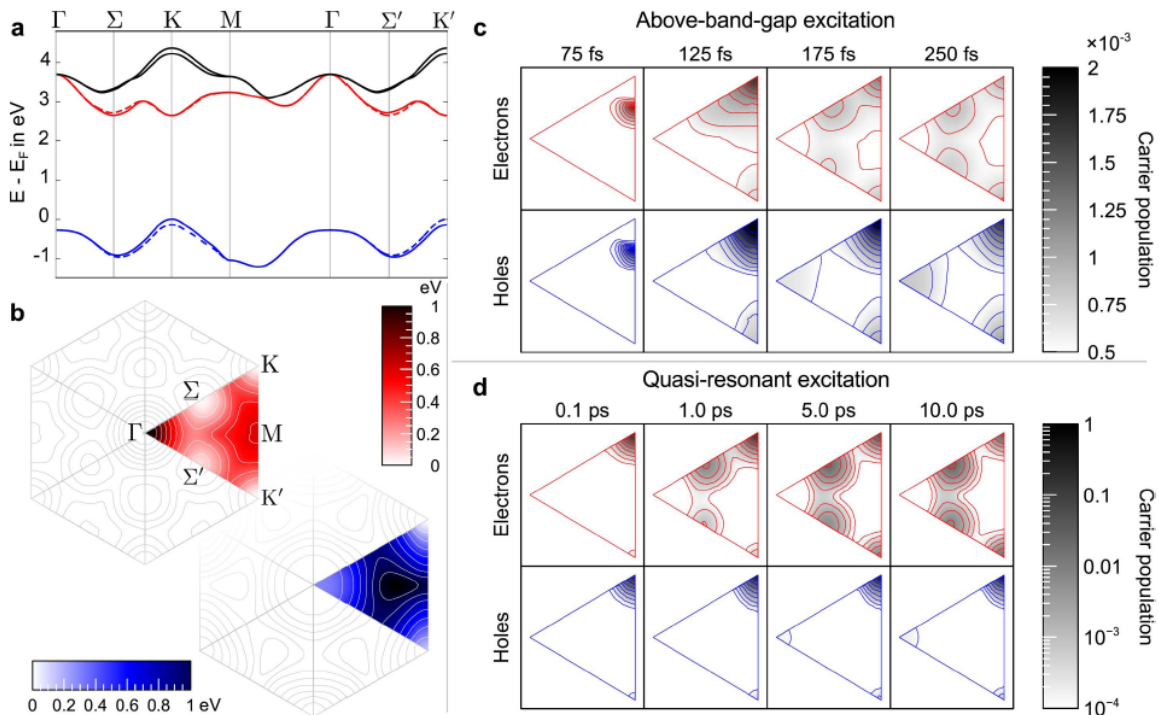 a
Γ Σ K M Γ Σ′ K′
E - E_F in eV
4
3
2
1
0
-1
b
eV
1
0.8
0.6
0.4
0.2
0
K
Σ
Γ
M
Σ′
K′
0 0.2 0.4 0.6 0.8 1 eV
c
Above-band-gap excitation
75 fs 125 fs 175 fs 250 fs
Electrons
Holes
×10⁻³
2
1.75
1.5
1.25
1
0.75
0.5
Carrier population
d
Quasi-resonant excitation
0.1 ps 1.0 ps 5.0 ps 10.0 ps
Electrons
Holes
1
0.1
0.01
10⁻³
10⁻⁴
Carrier population